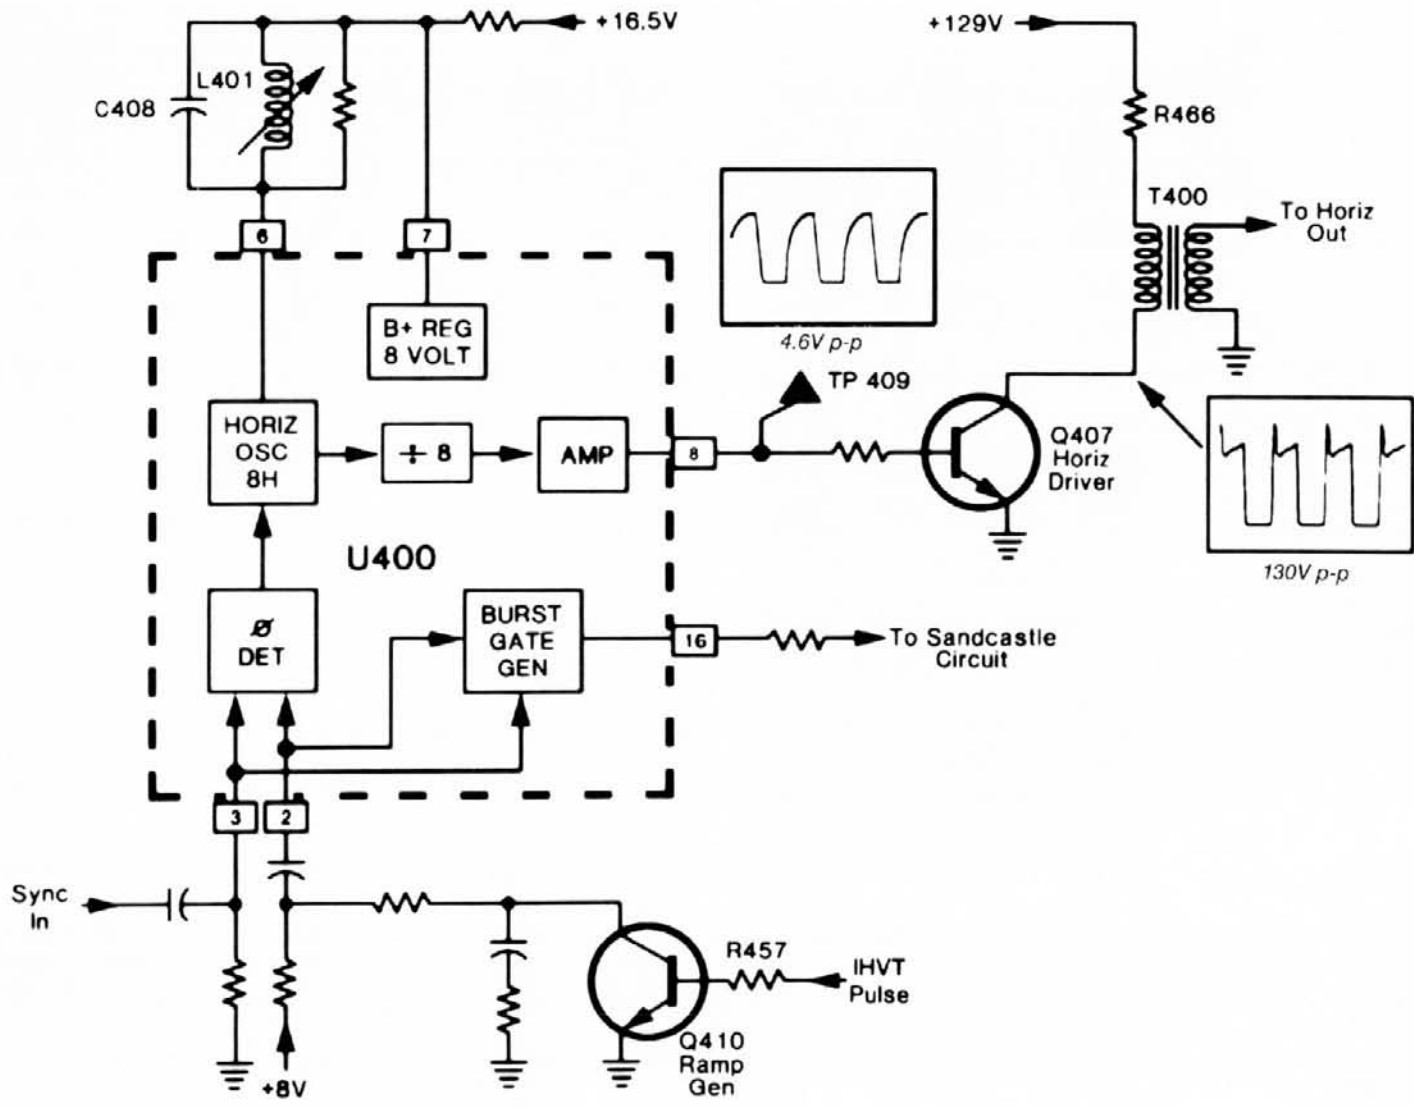 +16.5V
+129V
L401
C408
R466
T400
To Horiz
Out
6
7
B+ REG
8 VOLT
4.6V p-p
TP 409
HORIZ
OSC
8H
÷ 8
AMP
8
Q407
Horiz
Driver
130V p-p
U400
Ø
DET
BURST
GATE
GEN
16
To Sandcastle
Circuit
3
2
Sync
In
R457
IHVT
Pulse
Q410
Ramp
Gen
+8V